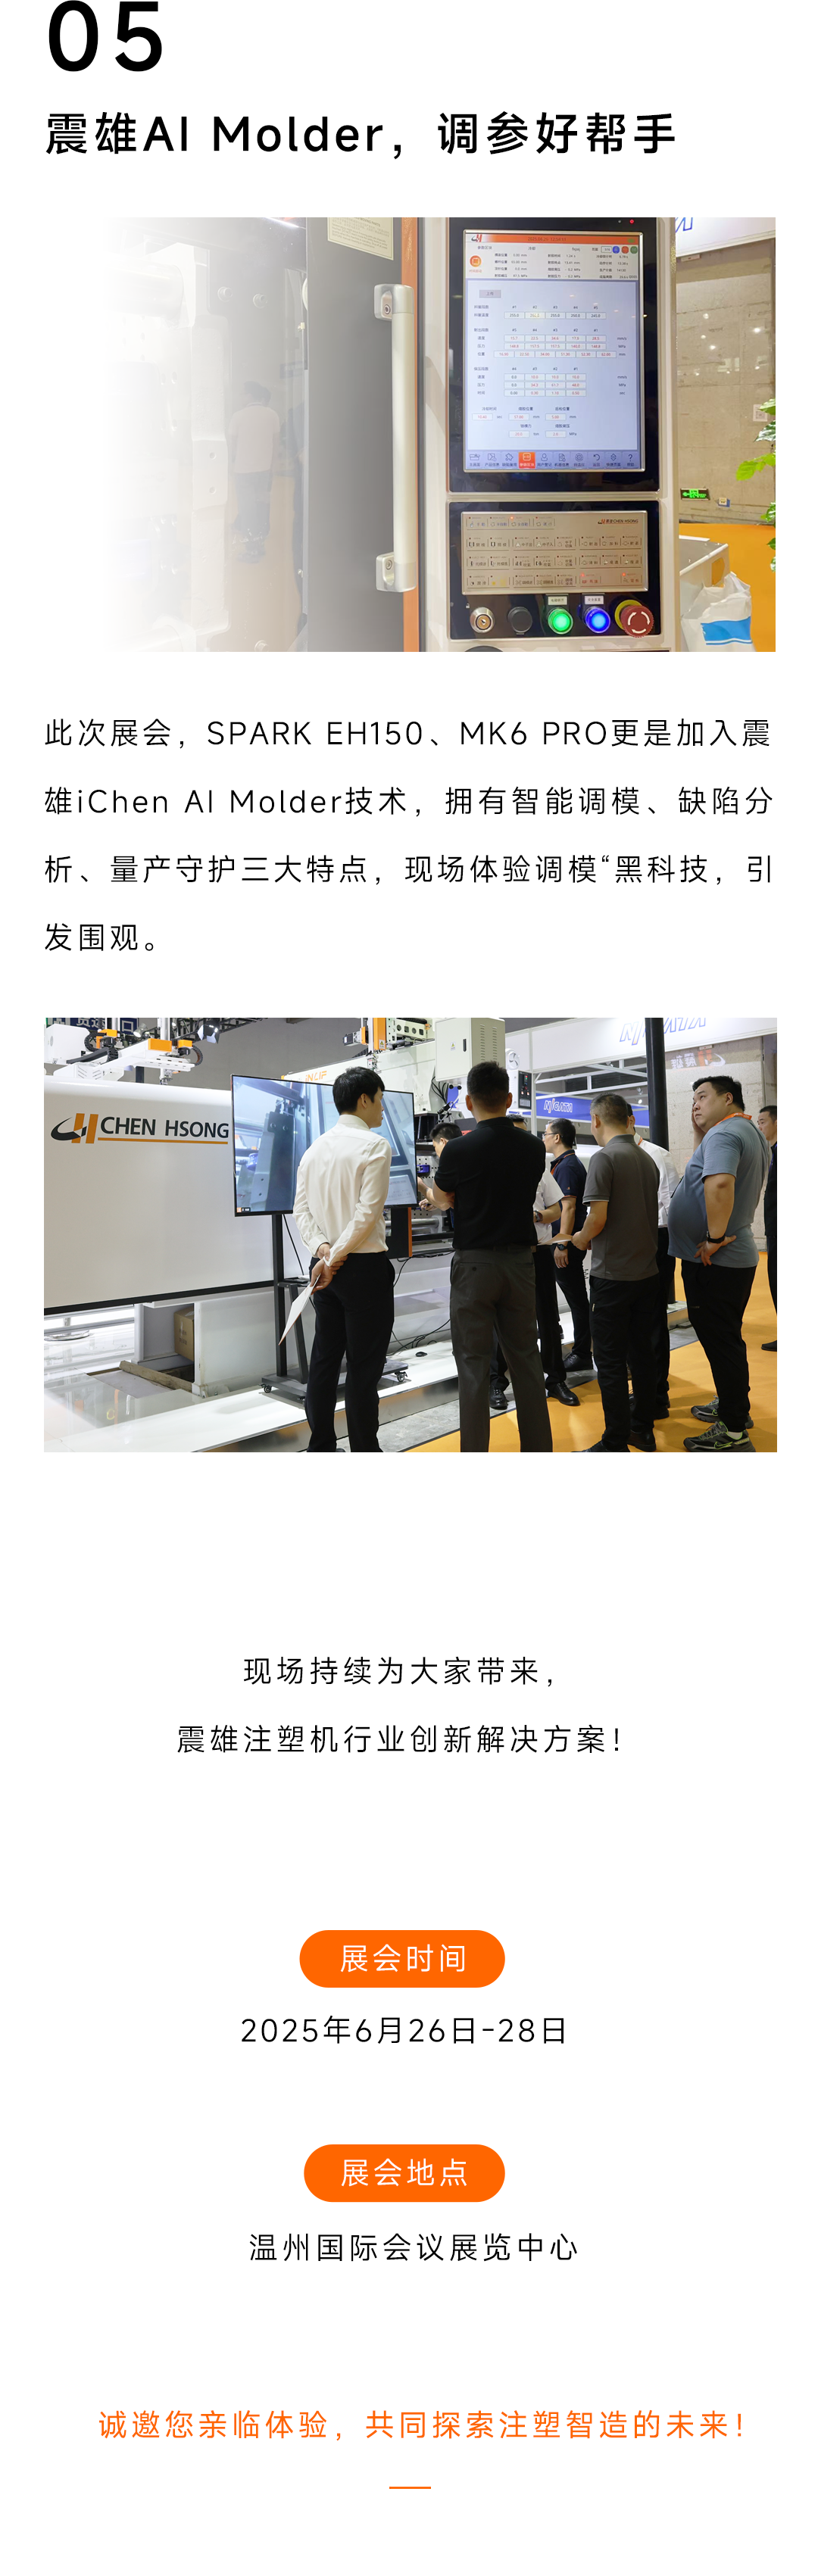 05
震雄AI Molder，调参好帮手
CHEN HSONG
此次展会，SPARK EH150、MK6 PRO更是加入震
雄iChen AI Molder技术，拥有智能调模、缺陷分
析、量产守护三大特点，现场体验调模“黑科技，引
发围观。
CHEN HSONG
现场持续为大家带来，
震雄注塑机行业创新解决方案！
展会时间
2025年6月26日-28日
展会地点
温州国际会议展览中心
诚邀您亲临体验，共同探索注塑智造的未来！